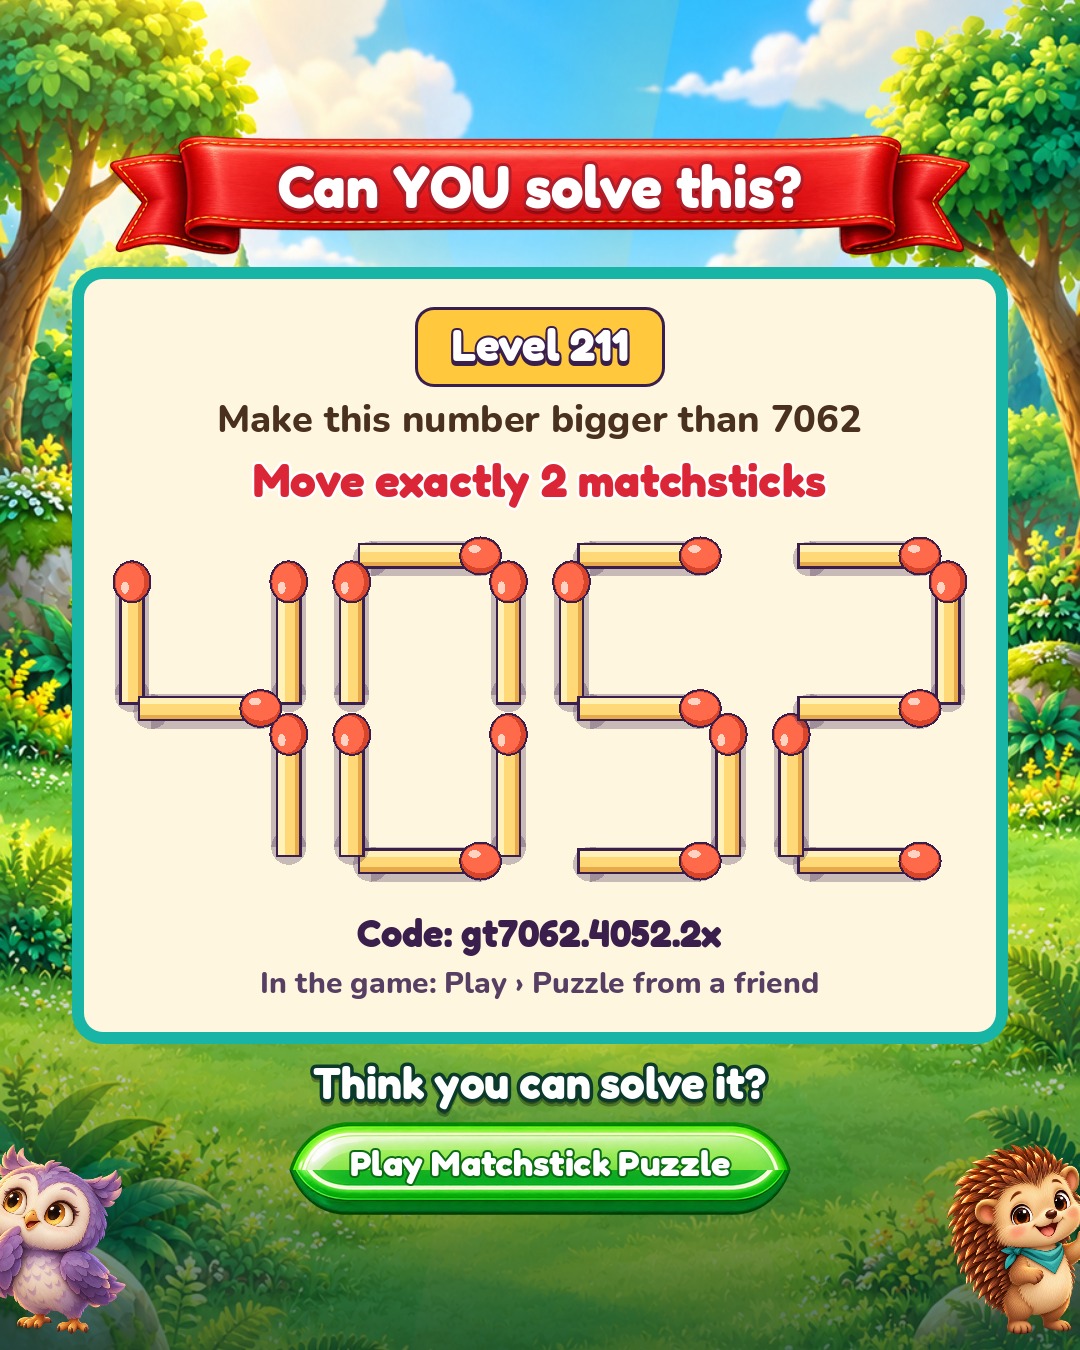 Can YOU solve this?
Level 211
Make this number bigger than 7062
Move exactly 2 matchsticks
4052
Code: gt7062.4052.2x
In the game: Play › Puzzle from a friend
Think you can solve it?
Play Matchstick Puzzle